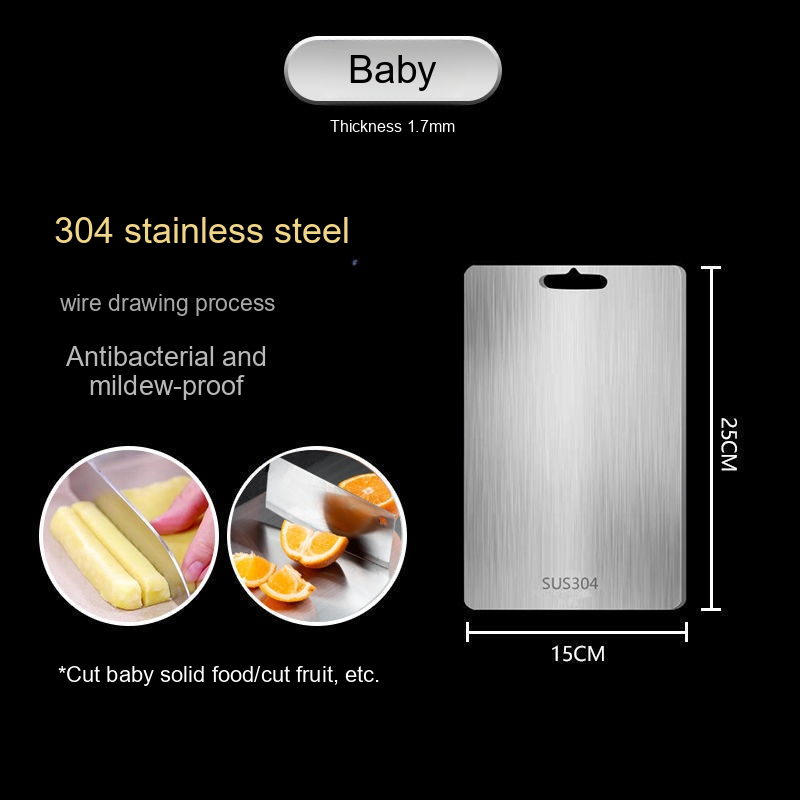 Baby
Thickness 1.7mm
304 stainless steel
wire drawing process
Antibacterial and
mildew-proof
25CM
SUS304
15CM
*Cut baby solid food/cut fruit, etc.